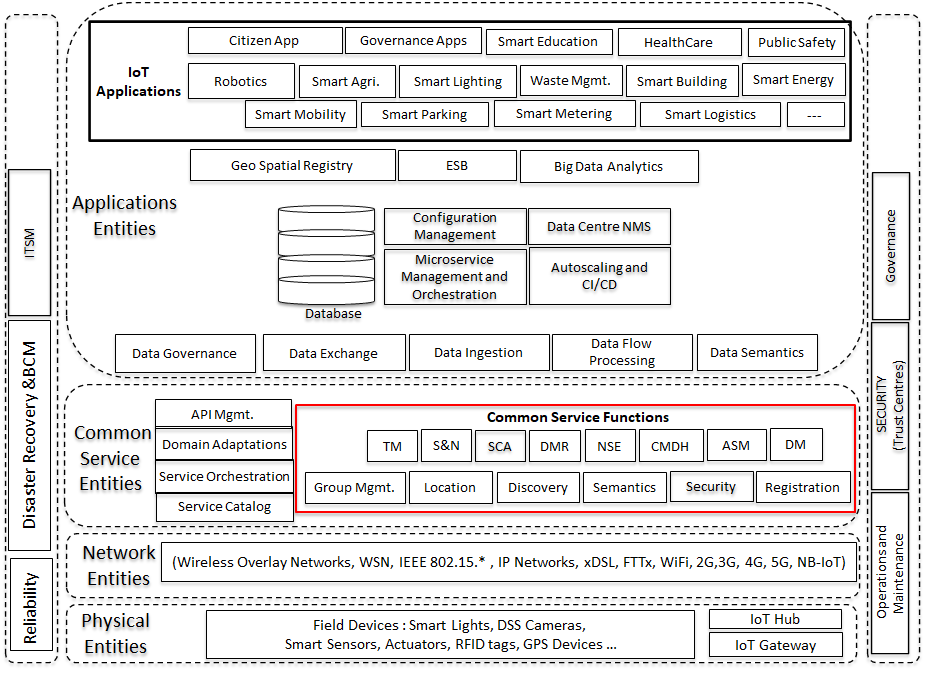 Citizen App
Governance Apps
Smart Education
HealthCare
Public Safety
IoT
Applications
Robotics
Smart Agri.
Smart Lighting
Waste Mgmt.
Smart Building
Smart Energy
Smart Mobility
Smart Parking
Smart Metering
Smart Logistics
---
Geo Spatial Registry
ESB
Big Data Analytics
Applications
Entities
Configuration
Management
Data Centre NMS
Microservice
Management and
Orchestration
Autoscaling and
CI/CD
Database
Data Governance
Data Exchange
Data Ingestion
Data Flow
Processing
Data Semantics
Common
Service
Entities
API Mgmt.
Domain Adaptations
Service Orchestration
Service Catalog
Common Service Functions
TM
S&N
SCA
DMR
NSE
CMDH
ASM
DM
Group Mgmt.
Location
Discovery
Semantics
Security
Registration
Network
Entities
(Wireless Overlay Networks, WSN, IEEE 802.15.* , IP Networks, xDSL, FTTx, WiFi, 2G,3G, 4G, 5G, NB-IoT)
Physical
Entities
Field Devices : Smart Lights, DSS Cameras,
Smart Sensors, Actuators, RFID tags, GPS Devices ...
IoT Hub
IoT Gateway
ITSM
Disaster Recovery &BCM
Reliability
Governance
SECURITY
(Trust Centres)
Operations and
Maintenance